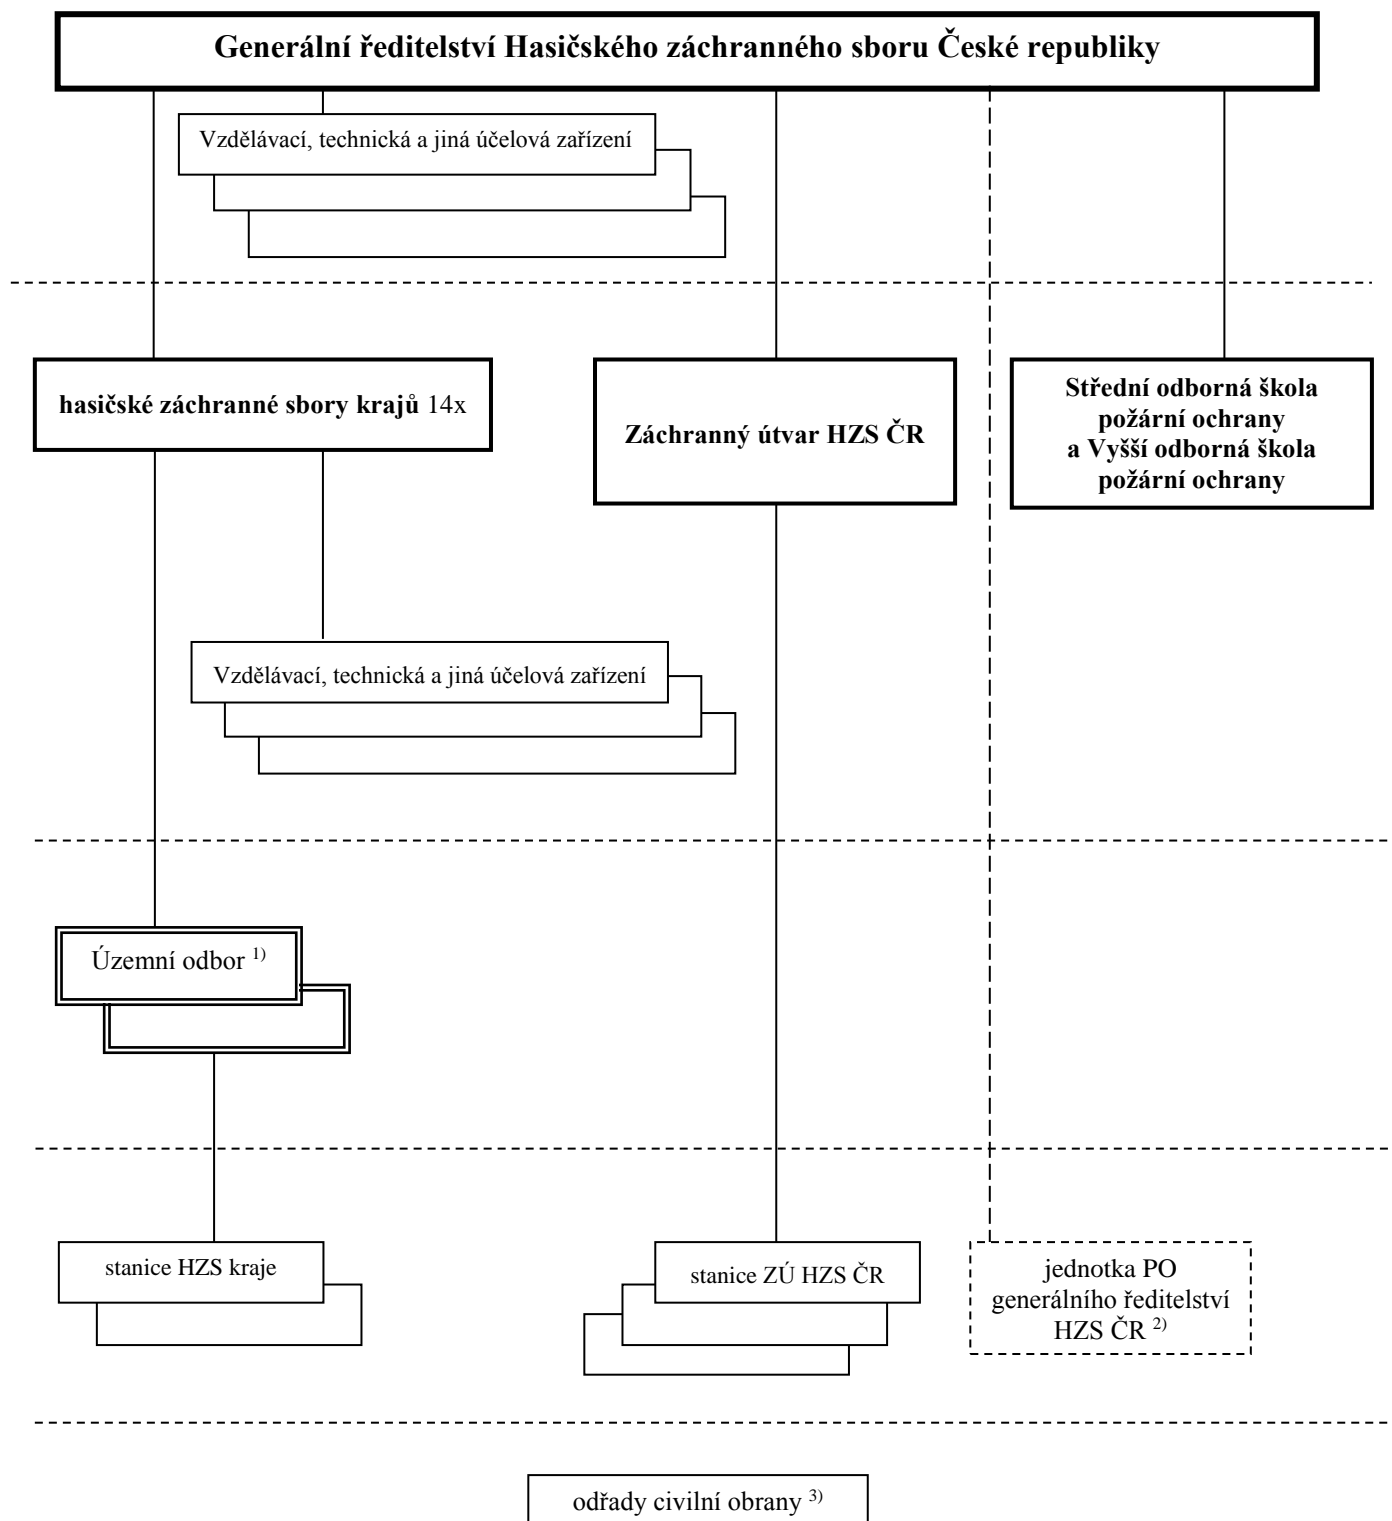 Generální ředitelství Hasičského záchranného sboru České republiky
Vzdělávací, technická a jiná účelová zařízení
hasičské záchranné sbory krajů 14x
Záchranný útvar HZS ČR
Střední odborná škola
požární ochrany
a Vyšší odborná škola
požární ochrany
Vzdělávací, technická a jiná účelová zařízení
Územní odbor 1)
stanice HZS kraje
stanice ZÚ HZS ČR
jednotka PO
generálního ředitelství
HZS ČR 2)
odřady civilní obrany 3)